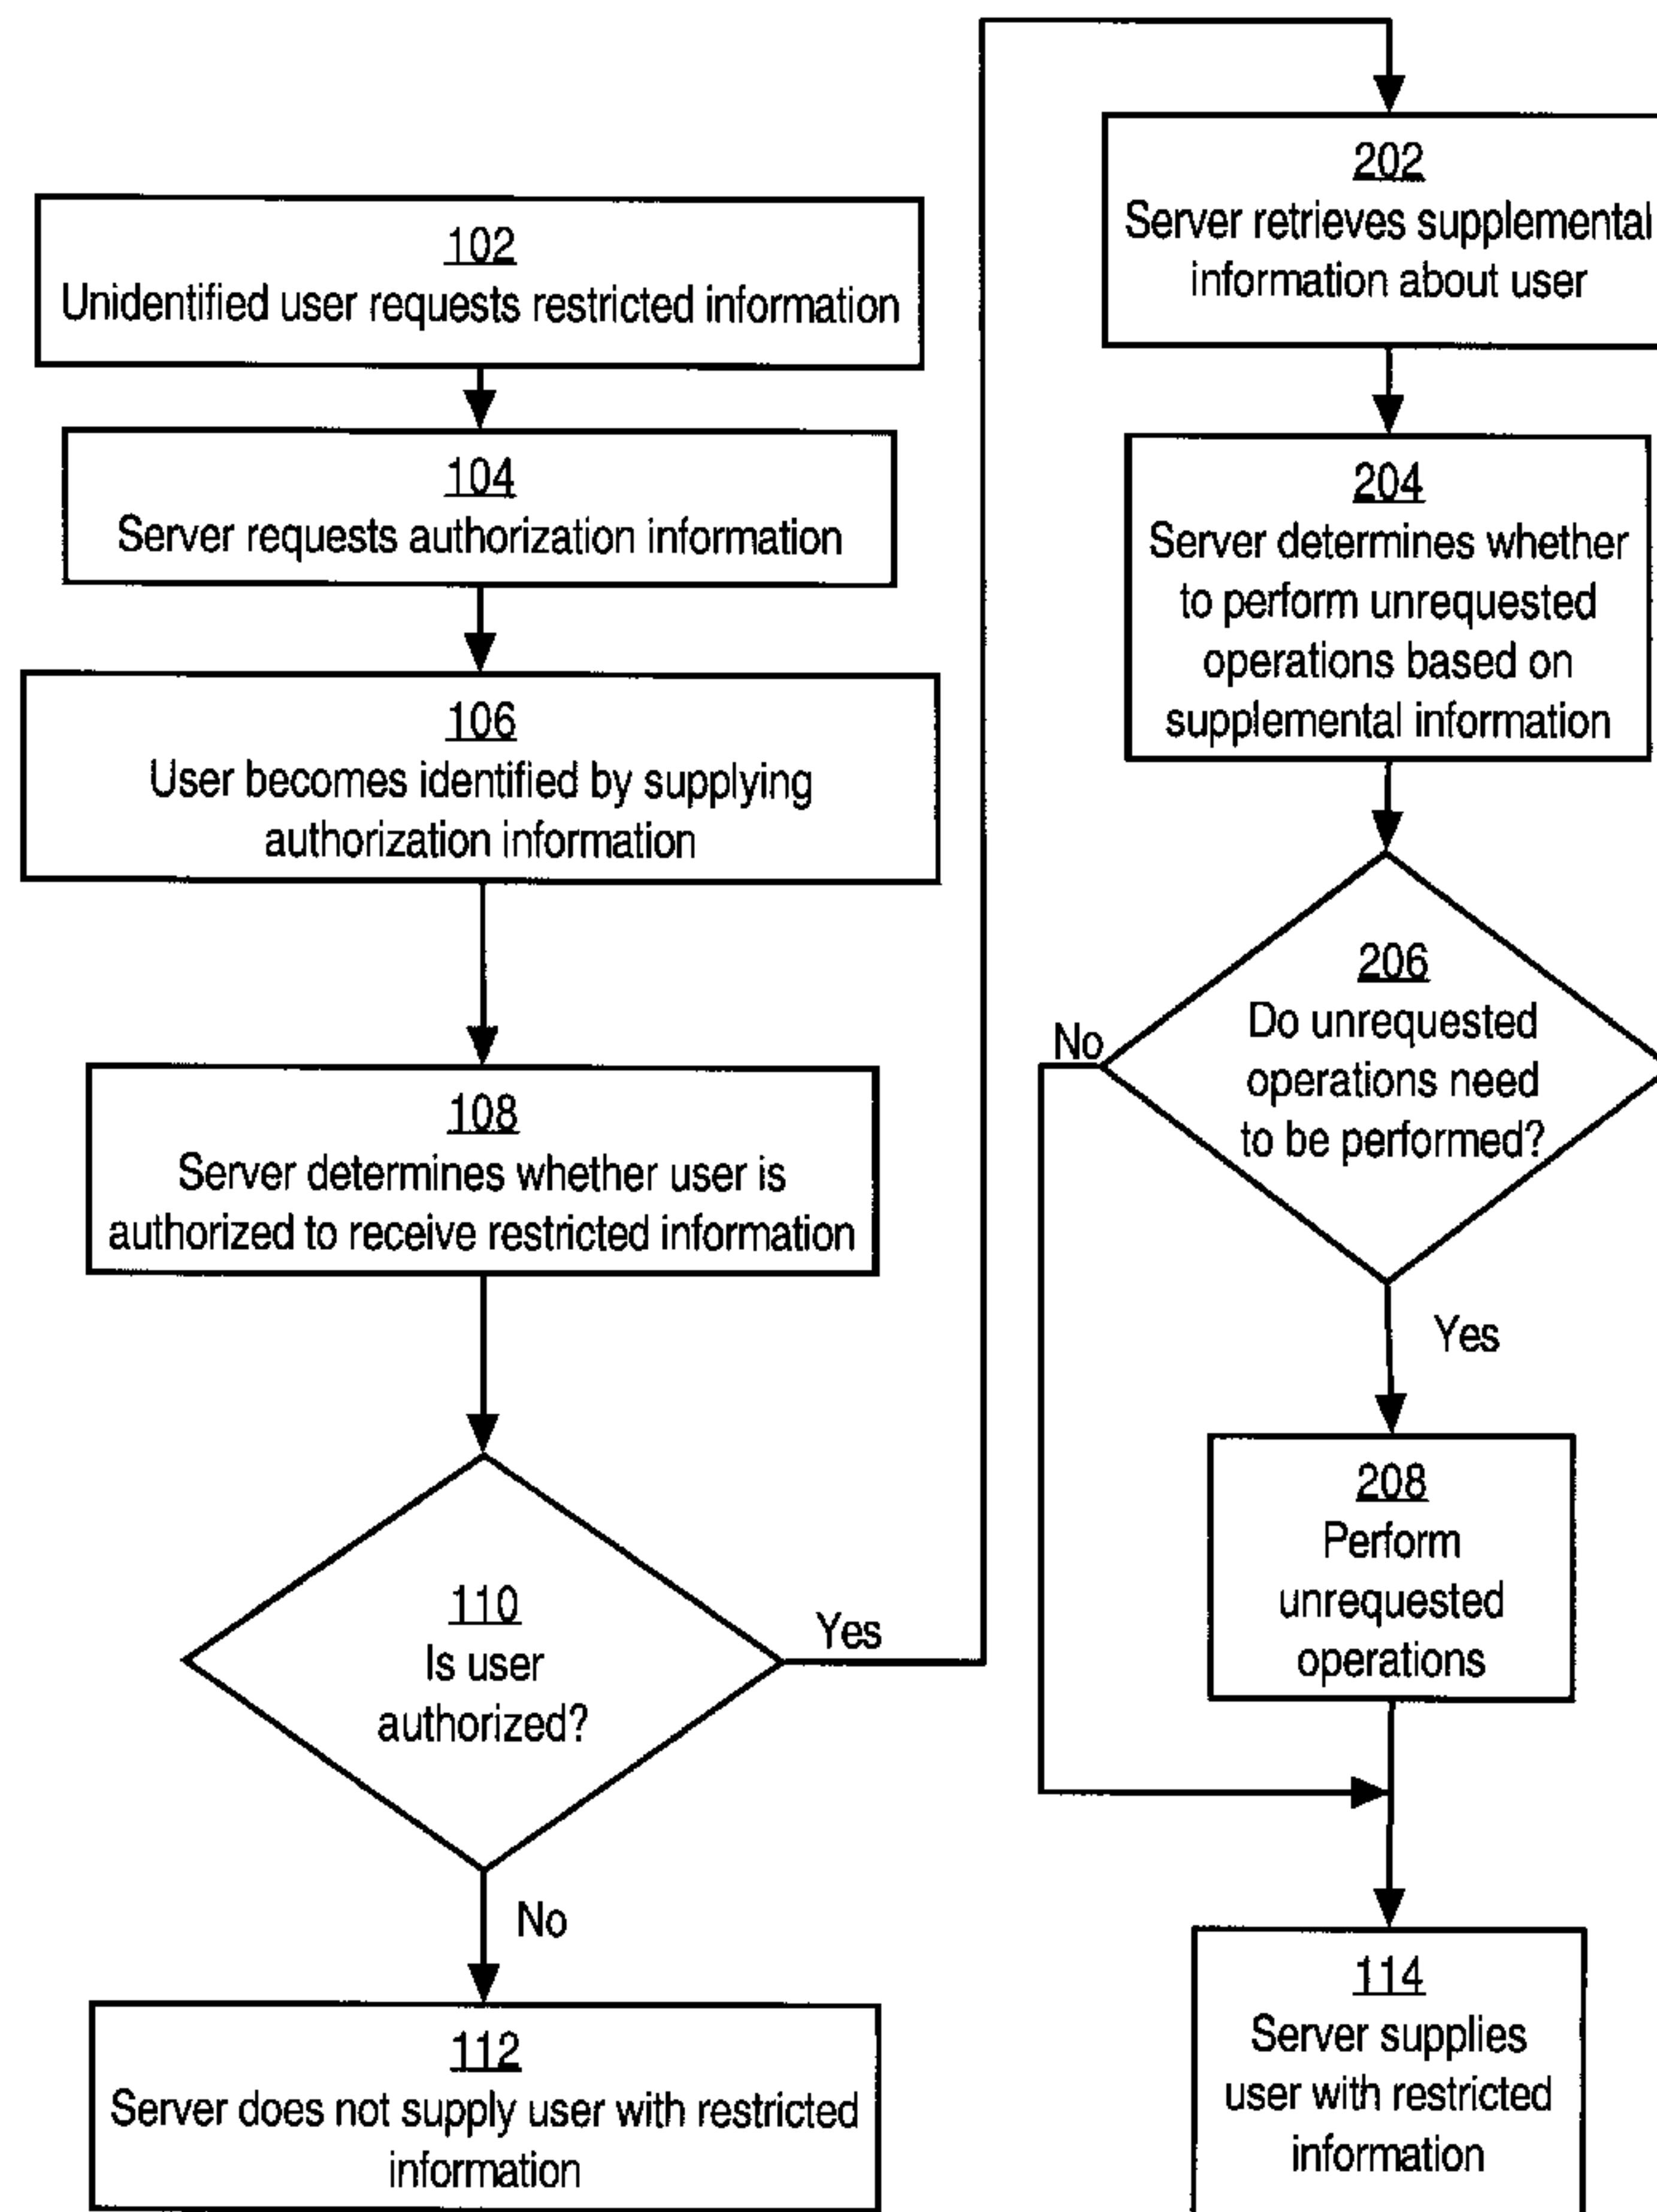 102
Unidentified user requests restricted information
104
Server requests authorization information
106
User becomes identified by supplying
authorization information
108
Server determines whether user is
authorized to receive restricted information
110
Is user
authorized?
Yes
No
112
Server does not supply user with restricted
information
202
Server retrieves supplemental
information about user
204
Server determines whether
to perform unrequested
operations based on
supplemental information
206
Do unrequested
operations need
to be performed?
No
Yes
208
Perform
unrequested
operations
114
Server supplies
user with restricted
information